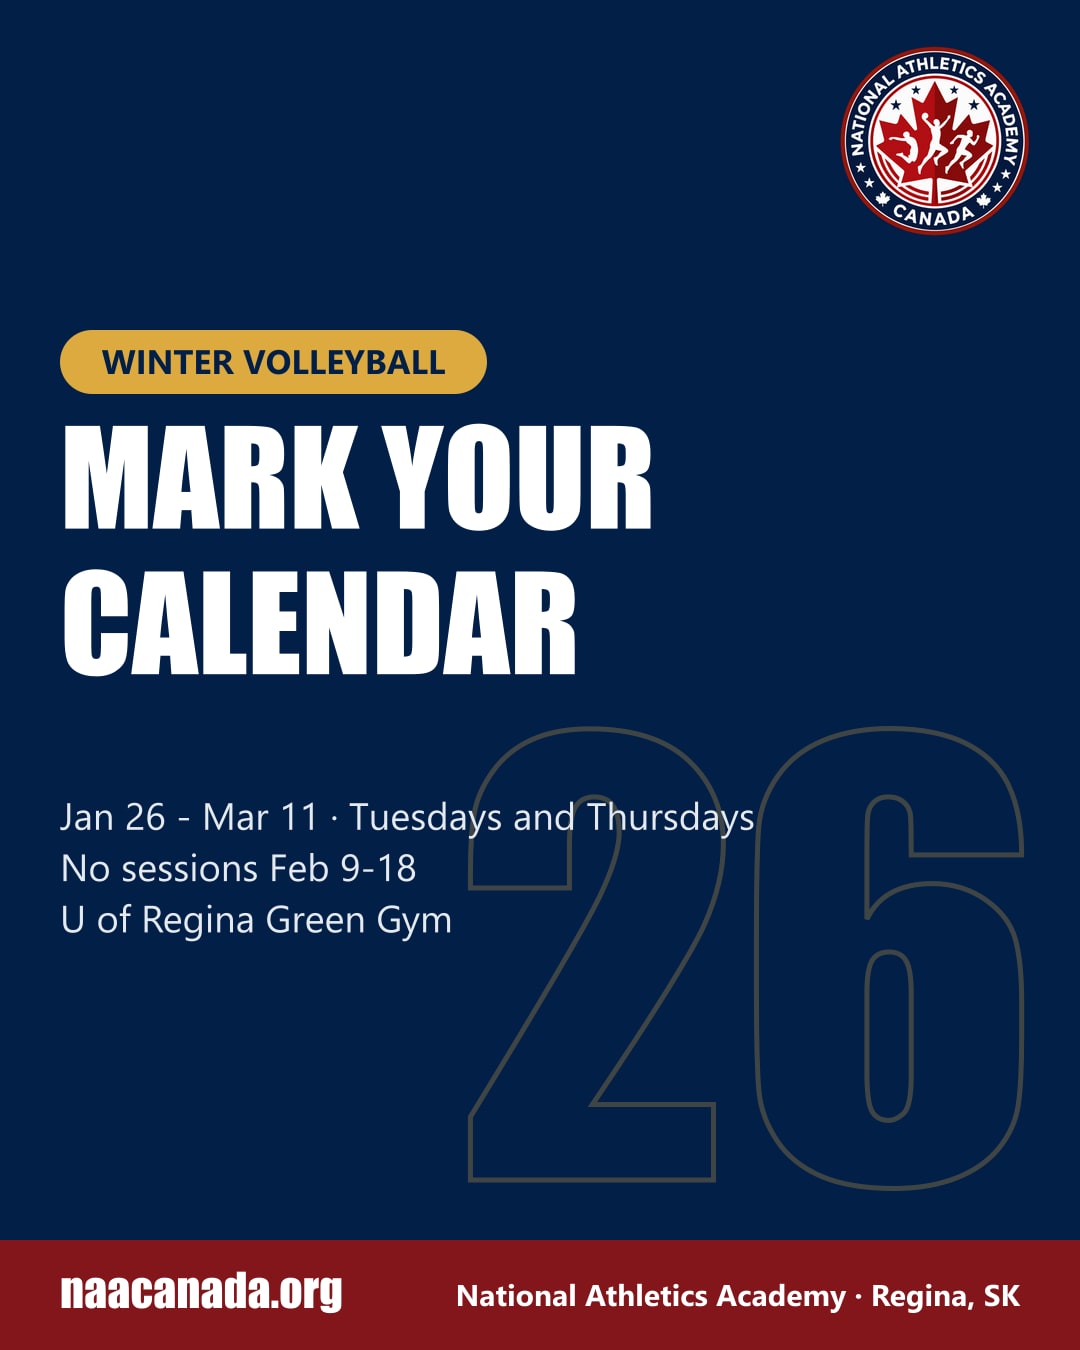 NATIONAL ATHLETICS ACADEMY
CANADA
WINTER VOLLEYBALL
MARK YOUR
CALENDAR
26
Jan 26 - Mar 11 · Tuesdays and Thursdays
No sessions Feb 9-18
U of Regina Green Gym
naacanada.org
National Athletics Academy · Regina, SK